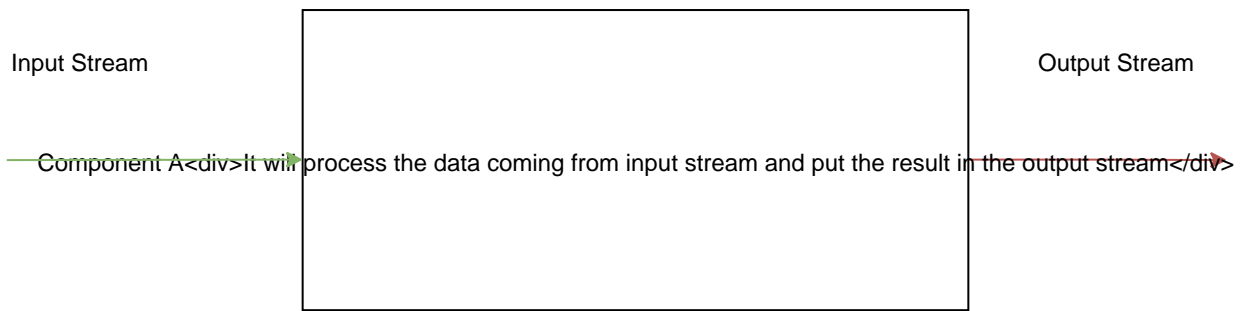 Input Stream
Output Stream
Component A<div>It will process the data coming from input stream and put the result in the output stream</div>